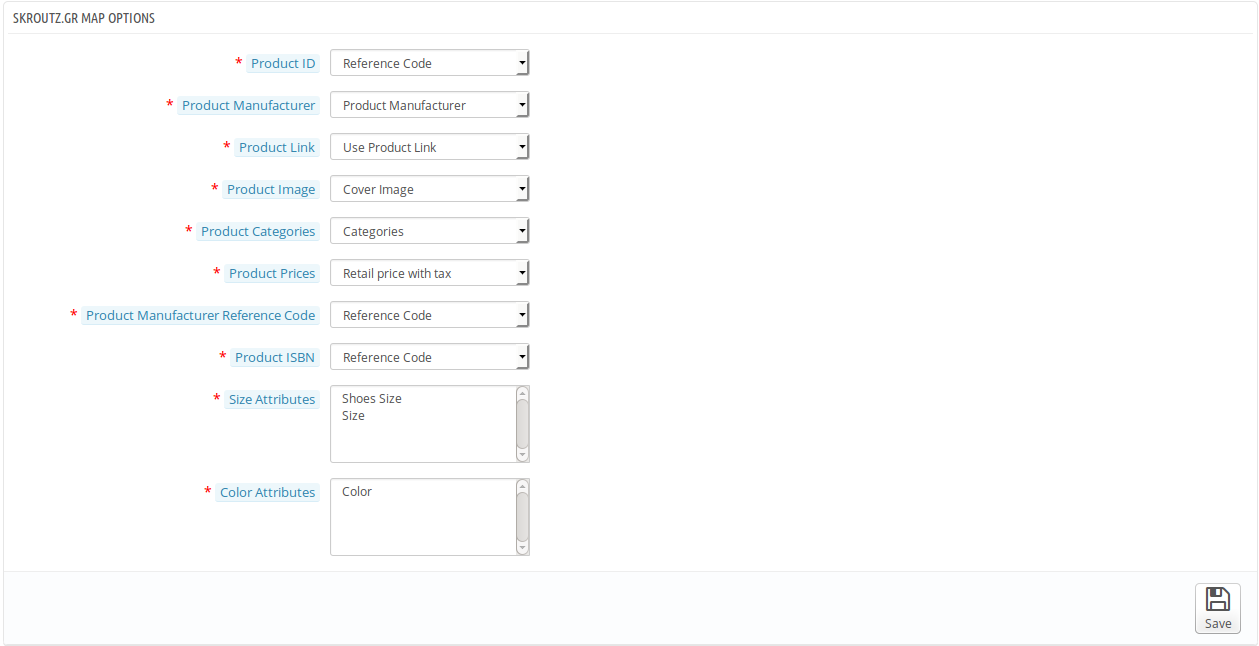 SKROUTZ.GR MAP OPTIONS
* Product ID Reference Code
* Product Manufacturer Product Manufacturer
* Product Link Use Product Link
* Product Image Cover Image
* Product Categories Categories
* Product Prices Retail price with tax
* Product Manufacturer Reference Code Reference Code
* Product ISBN Reference Code
* Size Attributes Shoes Size
Size
* Color Attributes Color
Save